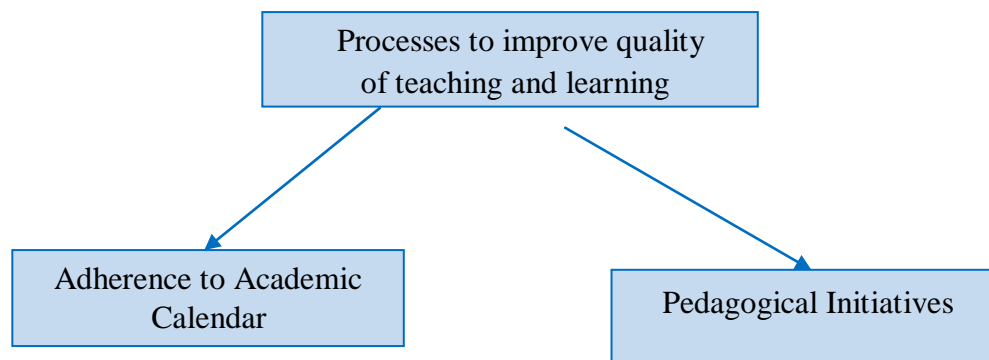 Processes to improve quality
of teaching and learning
Adherence to Academic
Calendar
Pedagogical Initiatives